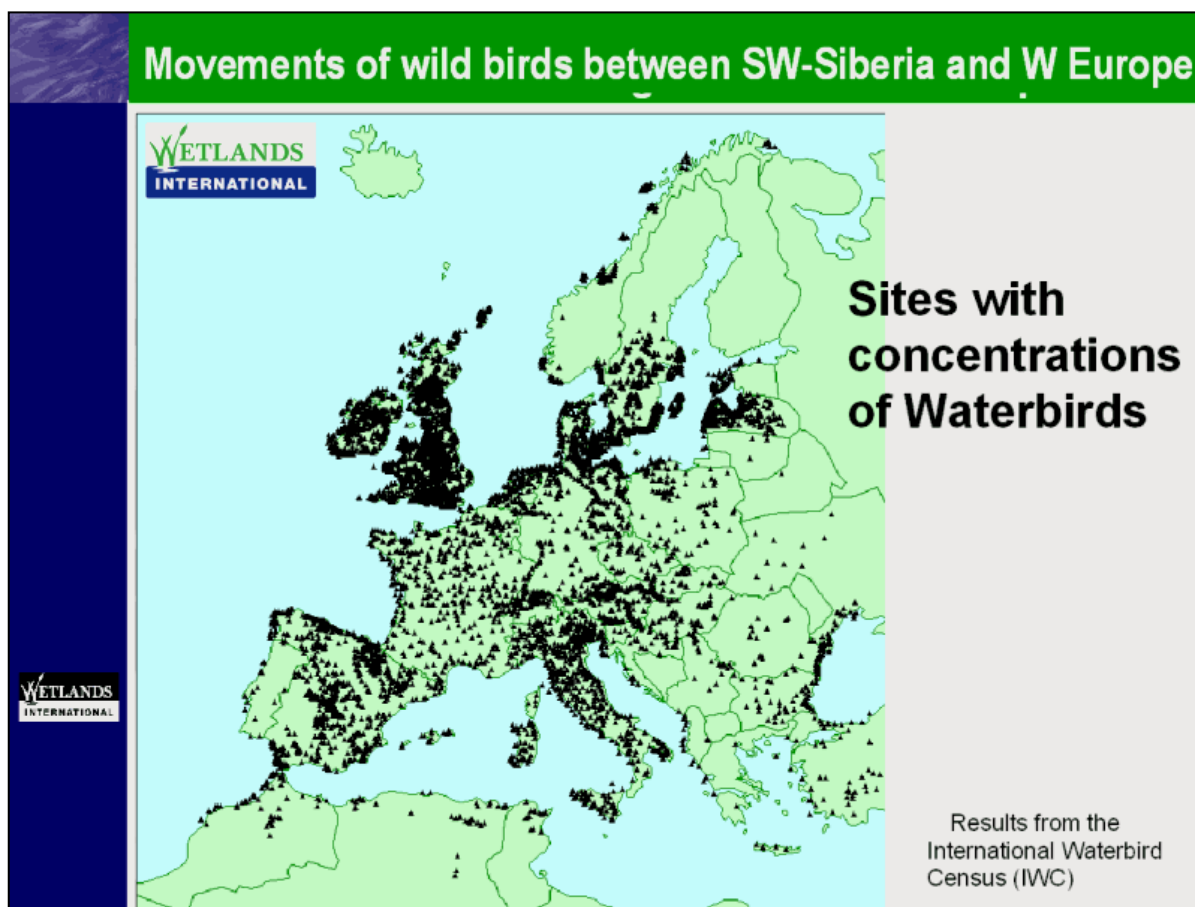 Movements of wild birds between SW-Siberia and W Europe
WETLANDS
INTERNATIONAL
Sites with
concentrations
of Waterbirds
WETLANDS
INTERNATIONAL
Results from the
International Waterbird
Census (IWC)